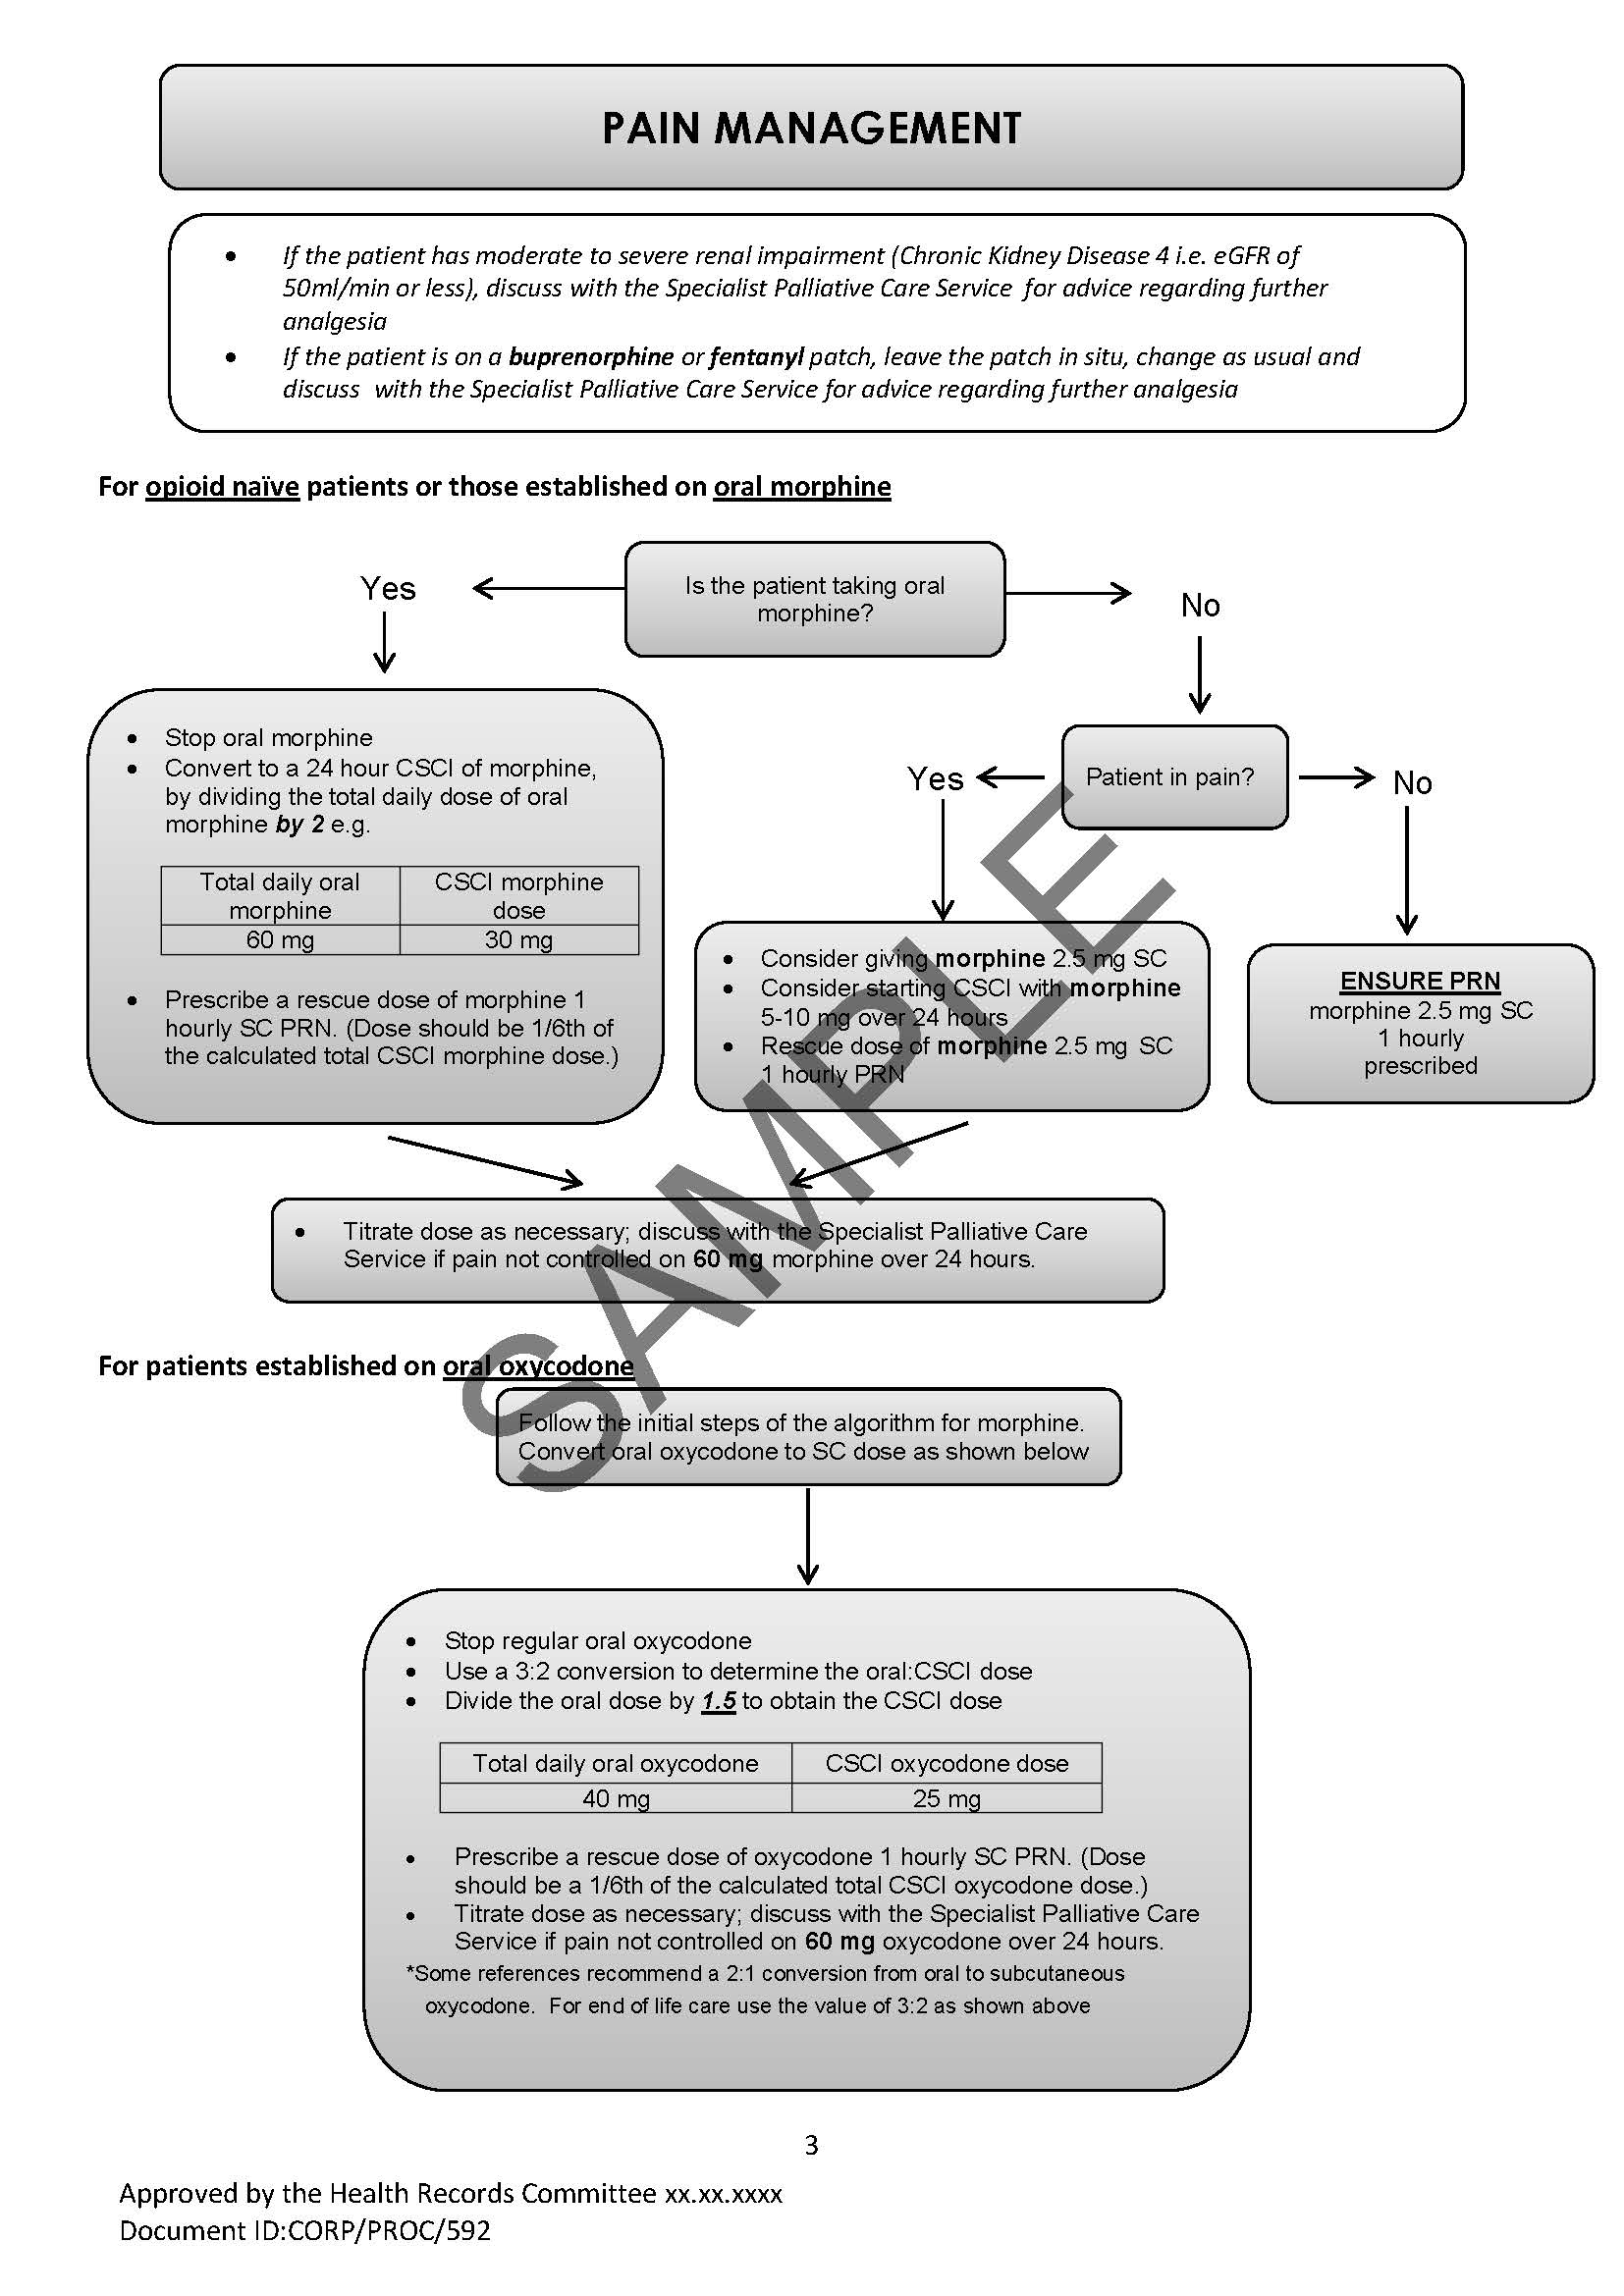 PAIN MANAGEMENT
• If the patient has moderate to severe renal impairment (Chronic Kidney Disease 4 i.e. eGFR of
50ml/min or less), discuss with the Specialist Palliative Care Service  for advice regarding further
analgesia
• If the patient is on a buprenorphine or fentanyl patch, leave the patch in situ, change as usual and
discuss  with the Specialist Palliative Care Service for advice regarding further analgesia
For opioid naïve patients or those established on oral morphine
Is the patient taking oral
morphine?
Yes
No
• Stop oral morphine
• Convert to a 24 hour CSCI of morphine,
by dividing the total daily dose of oral
morphine by 2 e.g.
Total daily oral
morphine
CSCI morphine
dose
60 mg
30 mg
• Prescribe a rescue dose of morphine 1
hourly SC PRN. (Dose should be 1/6th of
the calculated total CSCI morphine dose.)
Patient in pain?
Yes
No
• Consider giving morphine 2.5 mg SC
• Consider starting CSCI with morphine
5-10 mg over 24 hours
• Rescue dose of morphine 2.5 mg  SC
1 hourly PRN
ENSURE PRN
morphine 2.5 mg SC
1 hourly
prescribed
• Titrate dose as necessary; discuss with the Specialist Palliative Care
Service if pain not controlled on 60 mg morphine over 24 hours.
SAMPLE
For patients established on oral oxycodone
Follow the initial steps of the algorithm for morphine.
Convert oral oxycodone to SC dose as shown below
• Stop regular oral oxycodone
• Use a 3:2 conversion to determine the oral:CSCI dose
• Divide the oral dose by 1.5 to obtain the CSCI dose
Total daily oral oxycodone
CSCI oxycodone dose
40 mg
25 mg
• Prescribe a rescue dose of oxycodone 1 hourly SC PRN. (Dose
should be a 1/6th of the calculated total CSCI oxycodone dose.)
• Titrate dose as necessary; discuss with the Specialist Palliative Care
Service if pain not controlled on 60 mg oxycodone over 24 hours.
*Some references recommend a 2:1 conversion from oral to subcutaneous
oxycodone.  For end of life care use the value of 3:2 as shown above
3
Approved by the Health Records Committee xx.xx.xxxx
Document ID:CORP/PROC/592